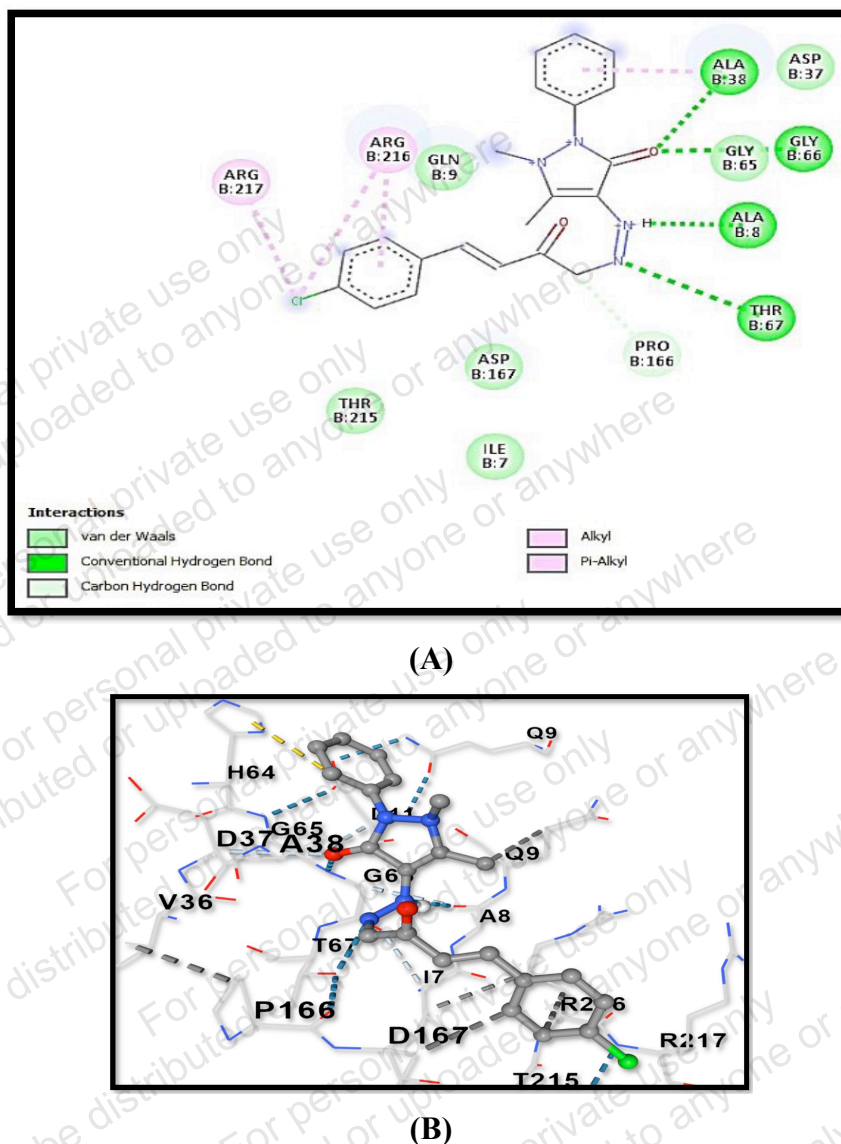 ALA
B:38
ASP
B:37
ARG
B:216
GLN
B:9
GLY
B:65
GLY
B:66
ARG
B:217
ALA
B:8
THR
B:67
PRO
B:166
ASP
B:167
THR
B:215
ILE
B:7
O
N
N
O
N H
N
Cl
Interactions
van der Waals
Conventional Hydrogen Bond
Carbon Hydrogen Bond
Alkyl
Pi-Alkyl
(A)
Q9
H64
G65
D37
A38
Q9
V36
A8
T67
I7
P166
D167
R217
T215
(B)
For personal private use only
distributed or uploaded to anyone or anywhere